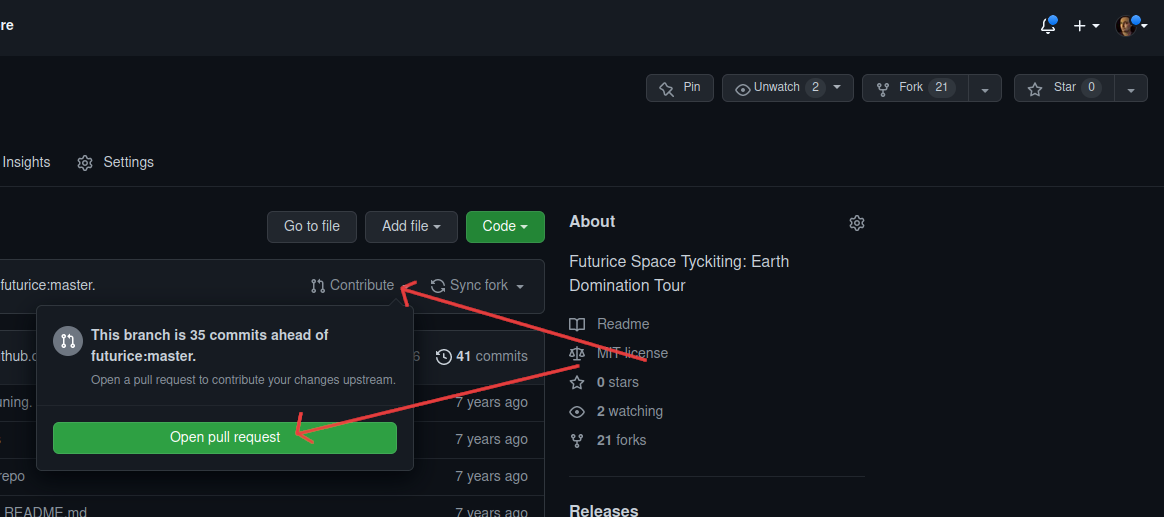 re
Pin
Unwatch 2
Fork 21
Star 0
Insights
Settings
Go to file
Add file
Code
About
Futurice Space Tyckiting: Earth
Domination Tour
futurice:master.
Contribute
Sync fork
This branch is 35 commits ahead of
futurice:master.
Open a pull request to contribute your changes upstream.
Open pull request
thub.c
6
41 commits
uning.
7 years ago
7 years ago
repo
7 years ago
README.md
7 years ago
Readme
MIT license
0 stars
2 watching
21 forks
Releases